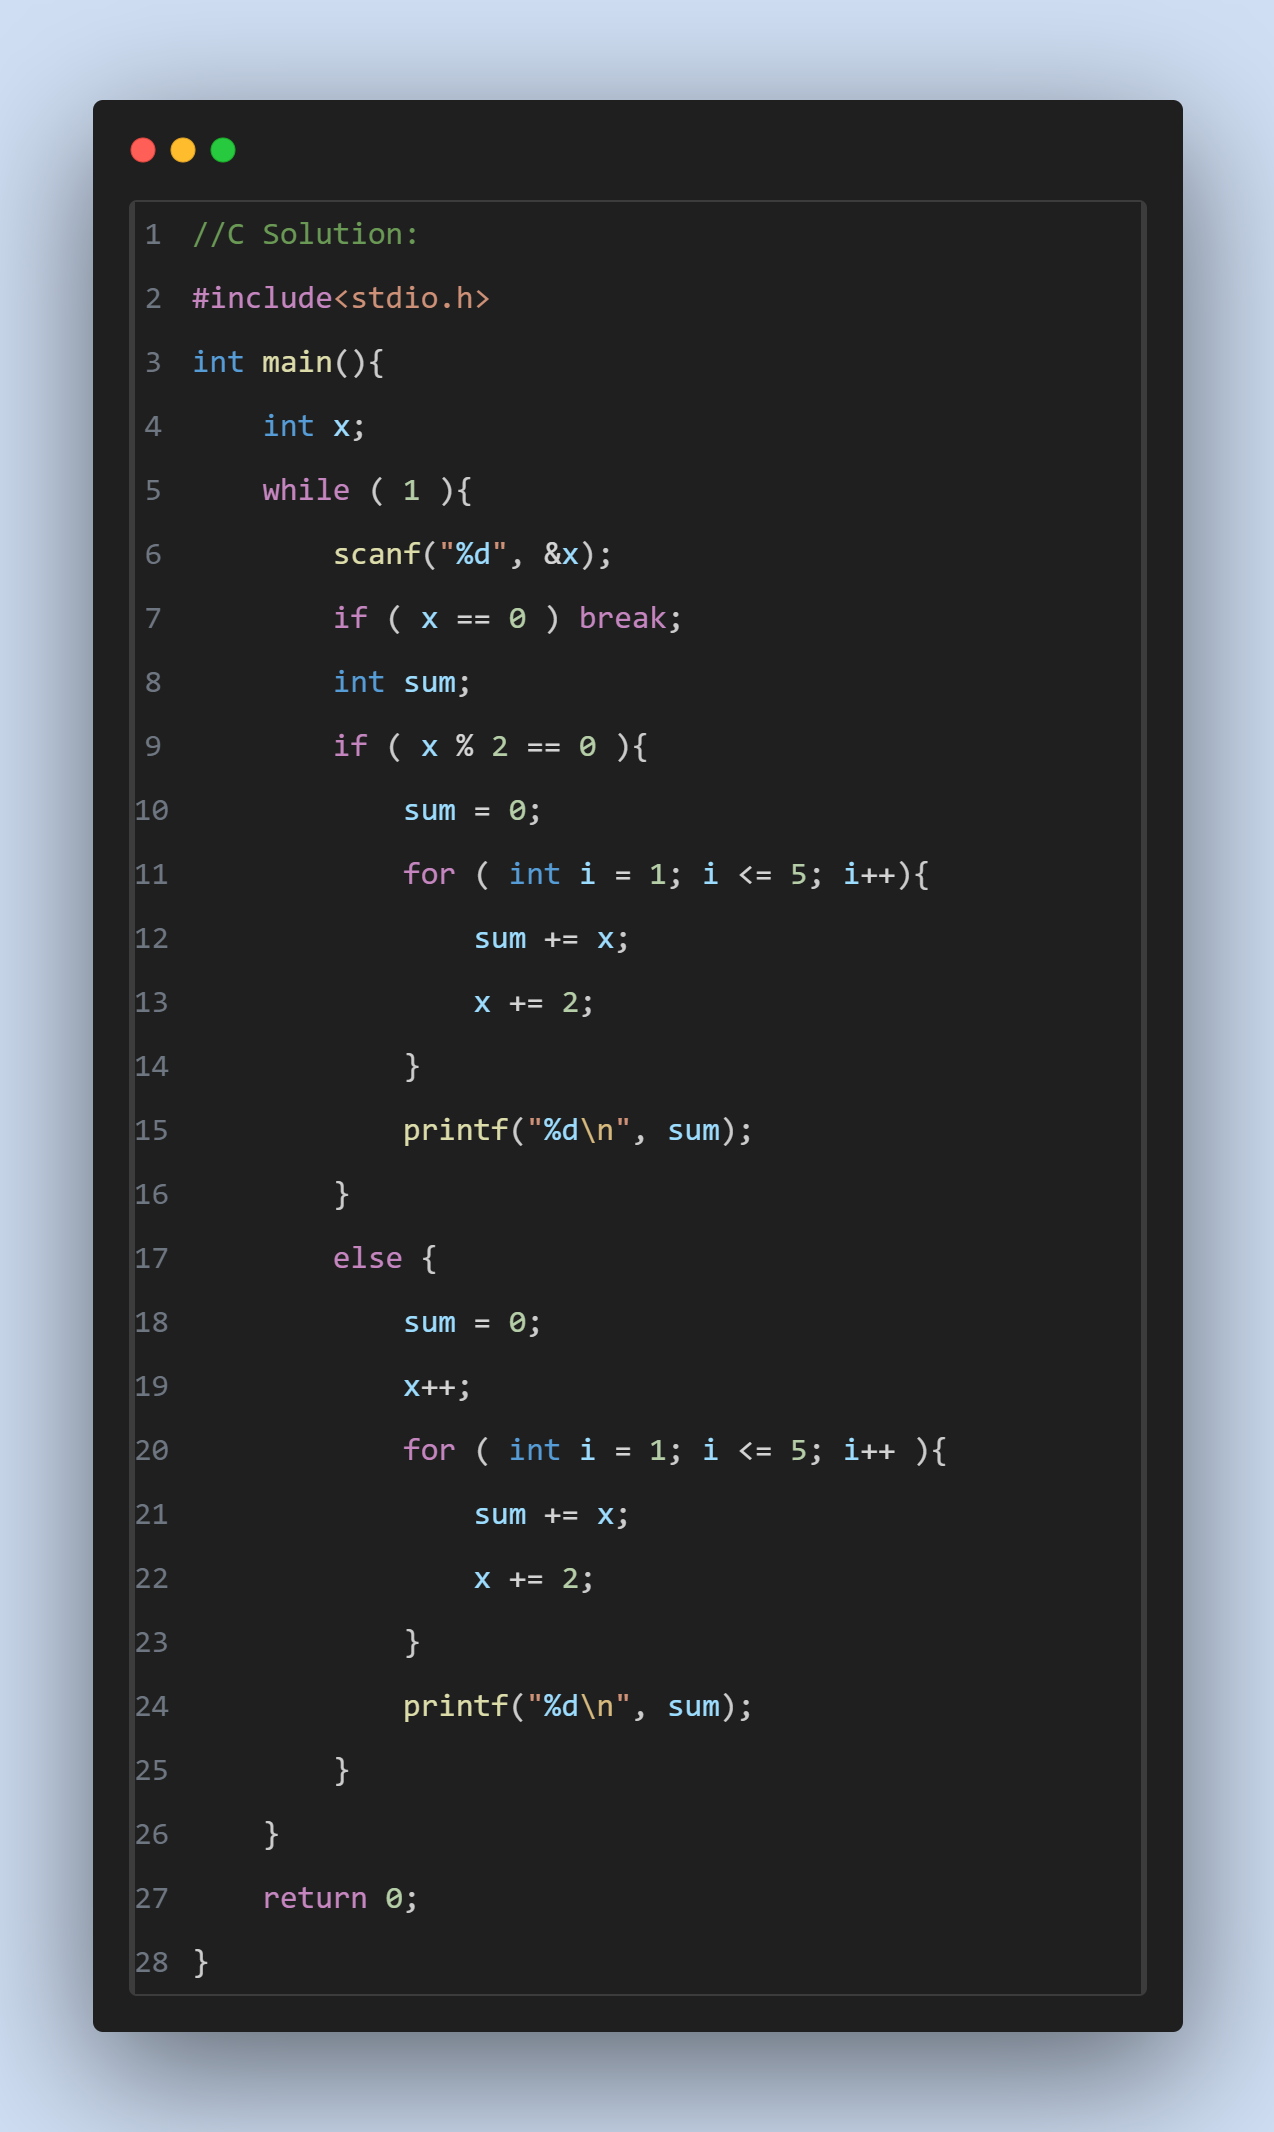 1 //C Solution:
2 #include<stdio.h>
3 int main(){
4     int x;
5     while ( 1 ){
6         scanf("%d", &x);
7         if ( x == 0 ) break;
8         int sum;
9         if ( x % 2 == 0 ){
10             sum = 0;
11             for ( int i = 1; i <= 5; i++){
12                 sum += x;
13                 x += 2;
14             }
15             printf("%d\n", sum);
16         }
17         else {
18             sum = 0;
19             x++;
20             for ( int i = 1; i <= 5; i++ ){
21                 sum += x;
22                 x += 2;
23             }
24             printf("%d\n", sum);
25         }
26     }
27     return 0;
28 }